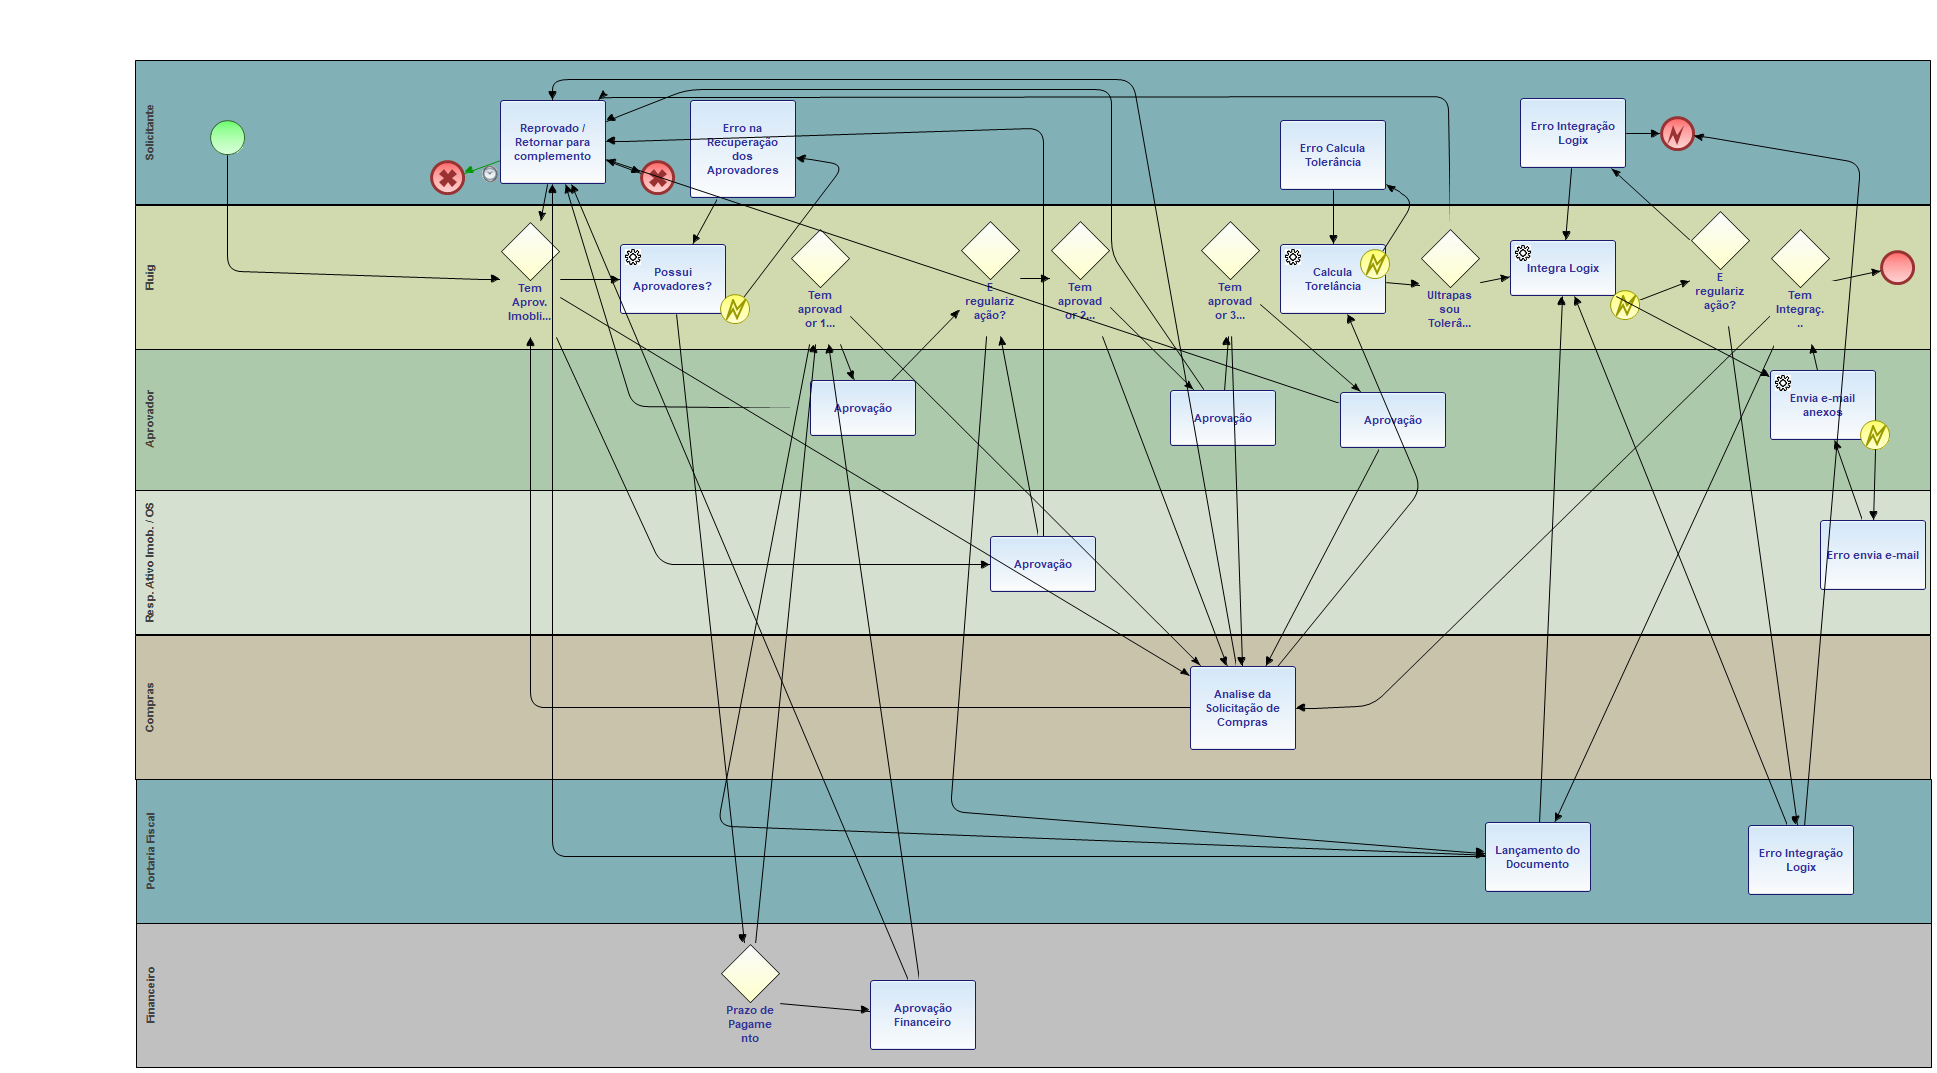 Solicitante
Reprovado /
Retornar para
complemento
Erro na
Recuperação
dos
Aprovadores
Erro Calcula
Tolerância
Erro Integração
Logix
Fluig
Tem
Aprov.
Imobli...
Possui
Aprovadores?
Tem
aprovad
or 1...
E
regulariz
ação?
Tem
aprovad
or 2...
Tem
aprovad
or 3...
Calcula
Torelância
Ultrapas
sou
Tolerâ...
Integra Logix
E
regulariz
ação?
Tem
Integraç.
..
Aprovador
Aprovação
Aprovação
Aprovação
Envia e-mail
anexos
Resp. Ativo Imob. / OS
Aprovação
Erro envia e-mail
Compras
Analise da
Solicitação de
Compras
Portaria Fiscal
Lançamento do
Documento
Erro Integração
Logix
Financeiro
Prazo de
Pagame
nto
Aprovação
Financeiro